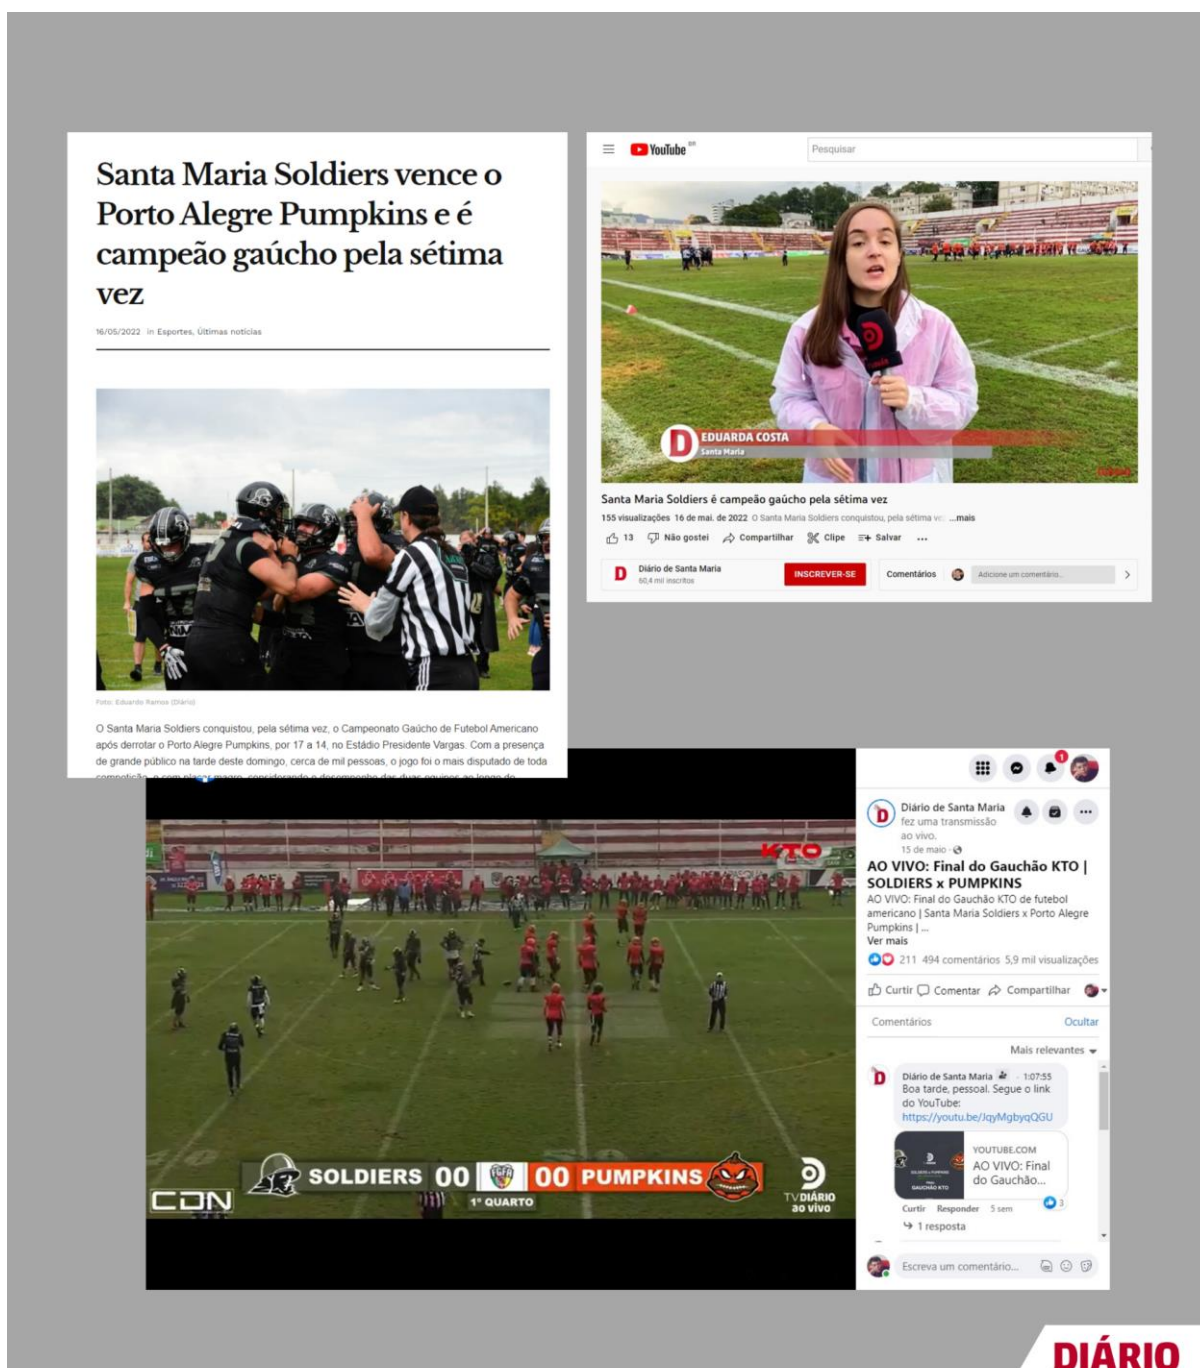 Santa Maria Soldiers vence o
Porto Alegre Pumpkins e é
campeão gaúcho pela sétima
vez
16/05/2022 in Esportes, Últimas notícias
Foto: Eduardo Ramos (Diário)
O Santa Maria Soldiers conquistou, pela sétima vez, o Campeonato Gaúcho de Futebol Americano
após derrotar o Porto Alegre Pumpkins, por 17 a 14, no Estádio Presidente Vargas. Com a presença
de grande público na tarde deste domingo, cerca de mil pessoas, o jogo foi o mais disputado de toda
YouTube BR
Pesquisar
D
EDUARDA COSTA
Santa Maria
Santa Maria Soldiers é campeão gaúcho pela sétima vez
155 visualizações 16 de mai. de 2022 O Santa Maria Soldiers conquistou, pela sétima ve ...mais
13 Não gostei Compartilhar Clipe Salvar ...
D
Diário de Santa Maria
60,4 mil inscritos
INSCREVER-SE
Comentários
Adicione um comentário...
KTO
SOLDIERS 00 FGFA 00 PUMPKINS
1º QUARTO
CDN
TV DIÁRIO
ao vivo
1
Diário de Santa Maria
fez uma transmissão
ao vivo.
15 de maio ·
AO VIVO: Final do Gauchão KTO |
SOLDIERS x PUMPKINS
AO VIVO: Final do Gauchão KTO de futebol
americano | Santa Maria Soldiers x Porto Alegre
Pumpkins | ...
Ver mais
211 494 comentários 5,9 mil visualizações
Curtir Comentar Compartilhar
Comentários Ocultar
Mais relevantes
Diário de Santa Maria · 1:07:55
Boa tarde, pessoal. Segue o link
do YouTube:
https://youtu.be/JqyMgbyqQGU
YOUTUBE.COM
AO VIVO: Final
do Gauchão...
GAUCHÃO KTO
Curtir Responder 5 sem 3
1 resposta
Escreva um comentário...
DIÁRIO